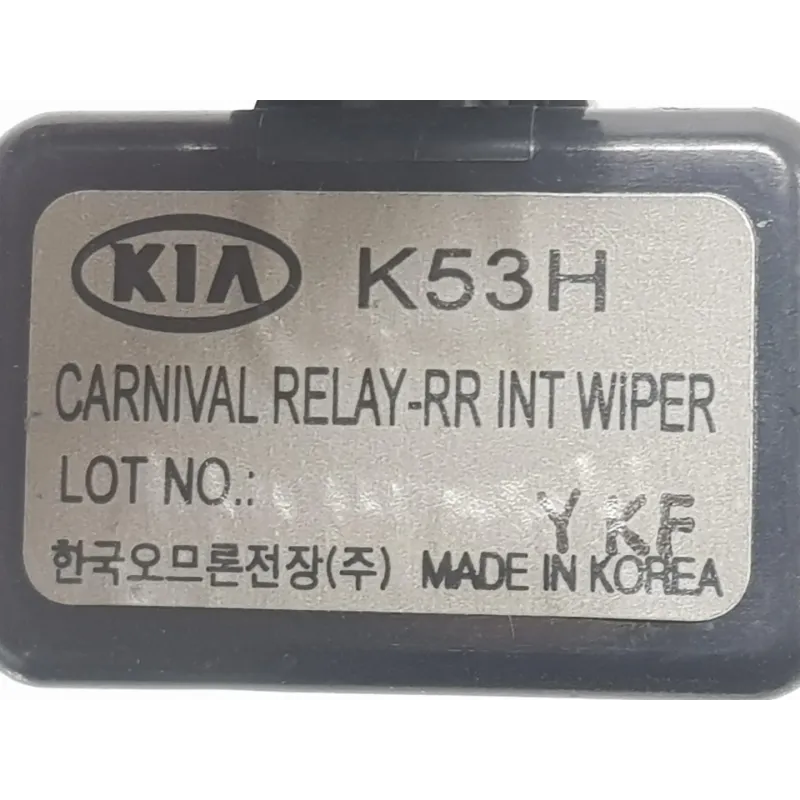 KIA K53H
CARNIVAL RELAY-RR INT WIPER
LOT NO.:
Y KF
한국오므론전장(주) MADE IN KOREA